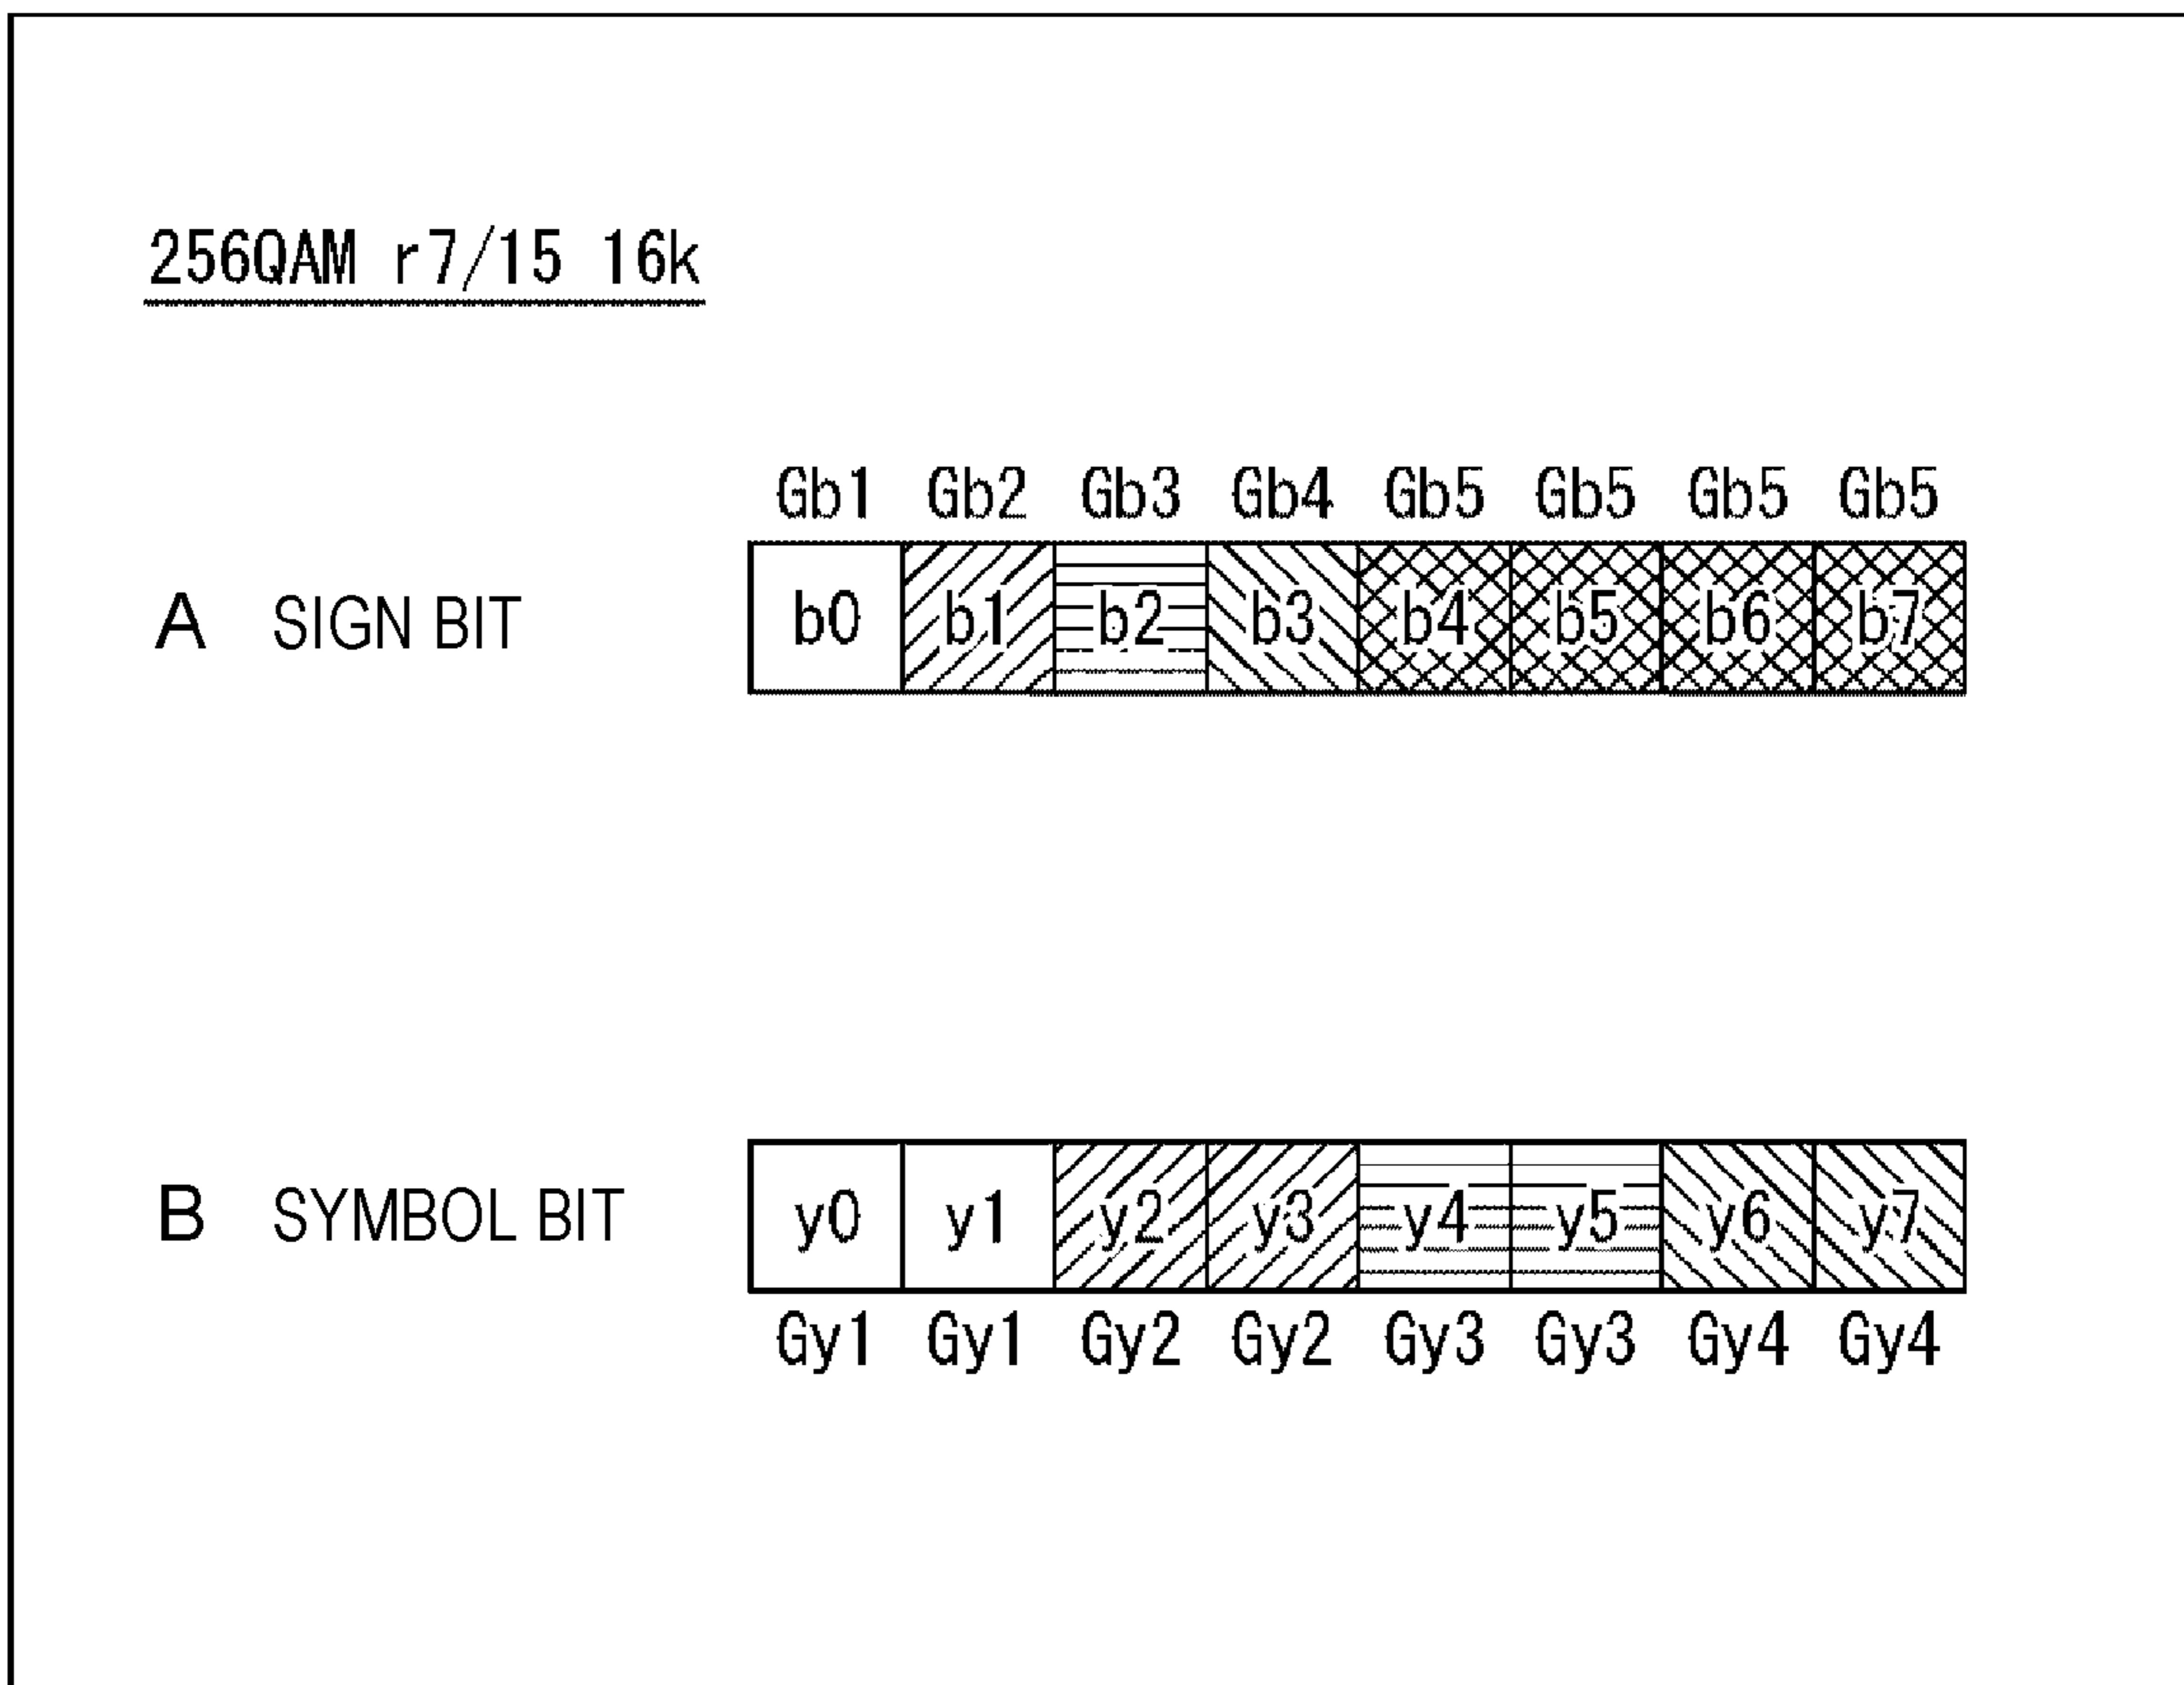 256QAM r7/15 16k
Gb1 Gb2 Gb3 Gb4 Gb5 Gb5 Gb5 Gb5
A SIGN BIT b0 b1 b2 b3 b4 b5 b6 b7
B SYMBOL BIT y0 y1 y2 y3 y4 y5 y6 y7
Gy1 Gy1 Gy2 Gy2 Gy3 Gy3 Gy4 Gy4